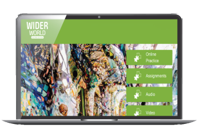 WIDER
WORLD
Online
Practice
Assignments
Audio
Video